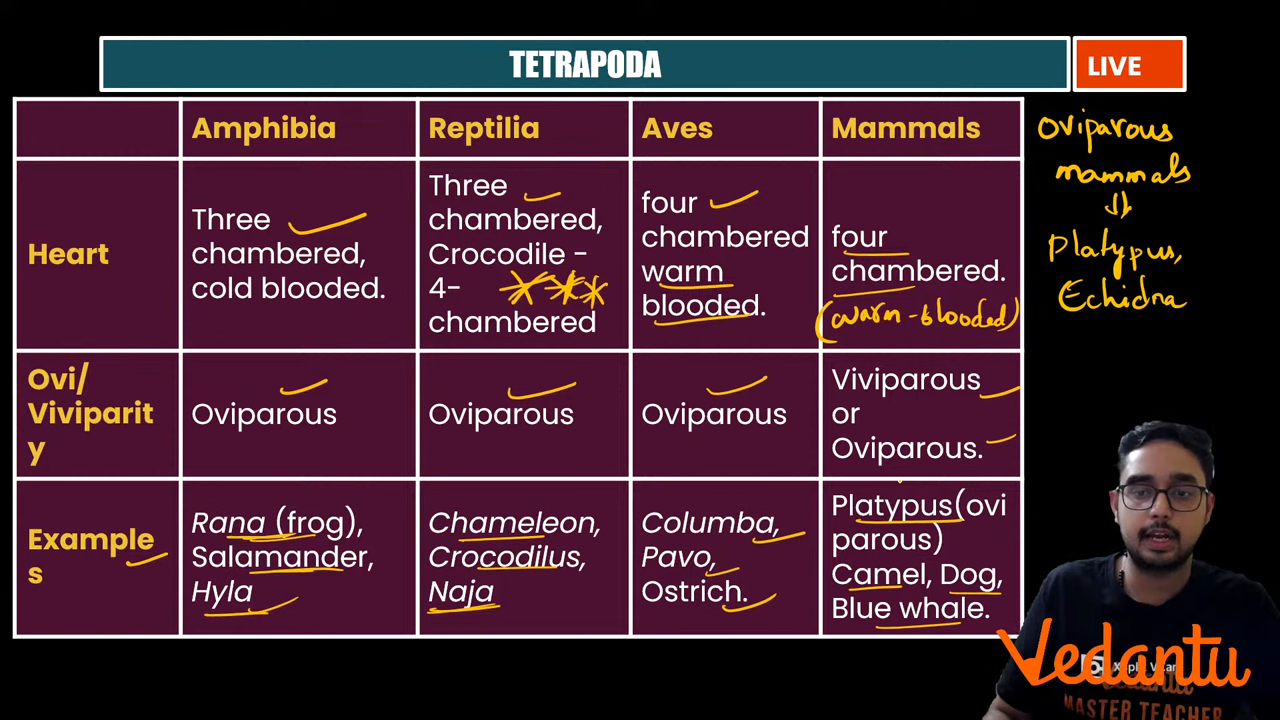 TETRAPODA
LIVE
Amphibia
Reptilia
Aves
Mammals
Heart
Three
chambered,
cold blooded.
Three
chambered,
Crocodile -
4-
chambered
four
chambered
warm
blooded.
four
chambered.
(warm-blooded)
Ovi/
Viviparit
y
Oviparous
Oviparous
Oviparous
Viviparous
or
Oviparous.
Example
s
Rana (frog),
Salamander,
Hyla
Chameleon,
Crocodilus,
Naja
Columba,
Pavo,
Ostrich.
Platypus(ovi
parous)
Camel, Dog,
Blue whale.
Oviparous
mammals
Platypus,
Echidna
Vedantu
MASTER TEACHER